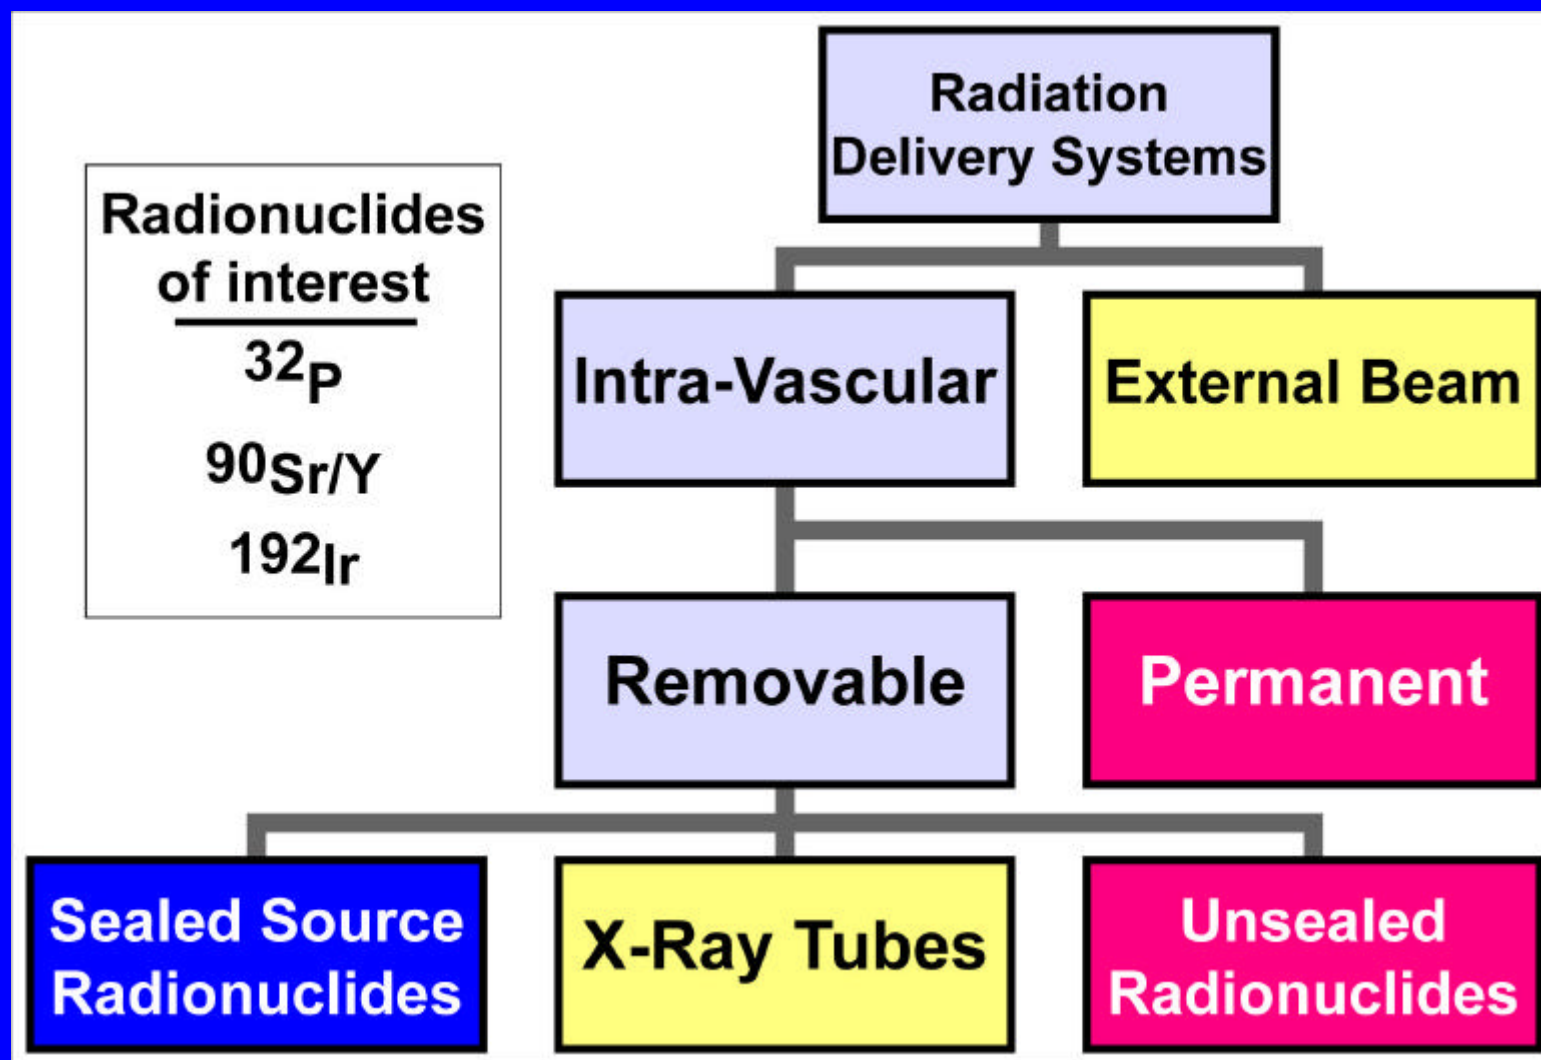 Radiation
Delivery Systems
Radionuclides
of interest
32P
90Sr/Y
192Ir
Intra-Vascular
External Beam
Removable
Permanent
Sealed Source
Radionuclides
X-Ray Tubes
Unsealed
Radionuclides